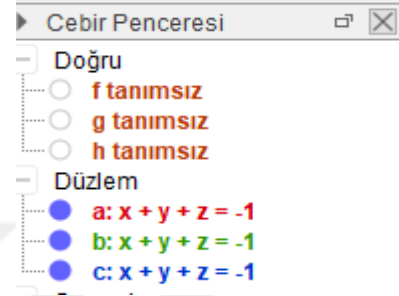 Cebir Penceresi
Doğru
f tanımsız
g tanımsız
h tanımsız
Düzlem
a: x + y + z = -1
b: x + y + z = -1
c: x + y + z = -1